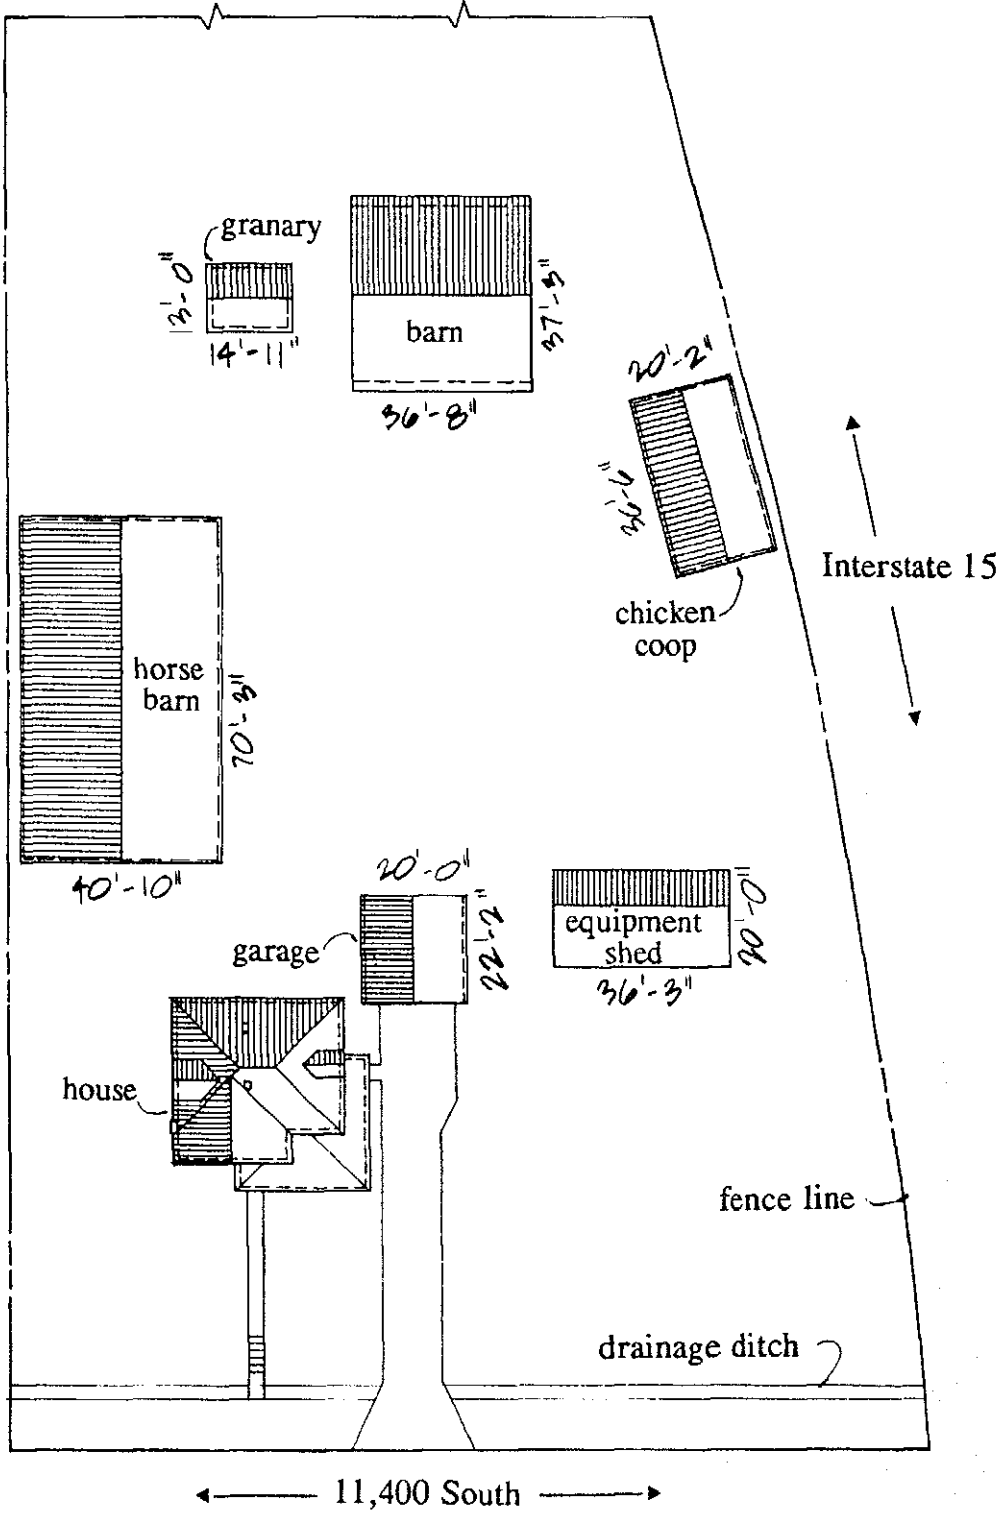 granary
13'-0"
14'-11"
barn
37'-3"
36'-8"
20'-2"
36'-6"
chicken
coop
Interstate 15
horse
barn
70'-3"
40'-10"
20'-0"
garage
22'-2"
equipment
shed
20'-0"
36'-3"
house
fence line
drainage ditch
11,400 South